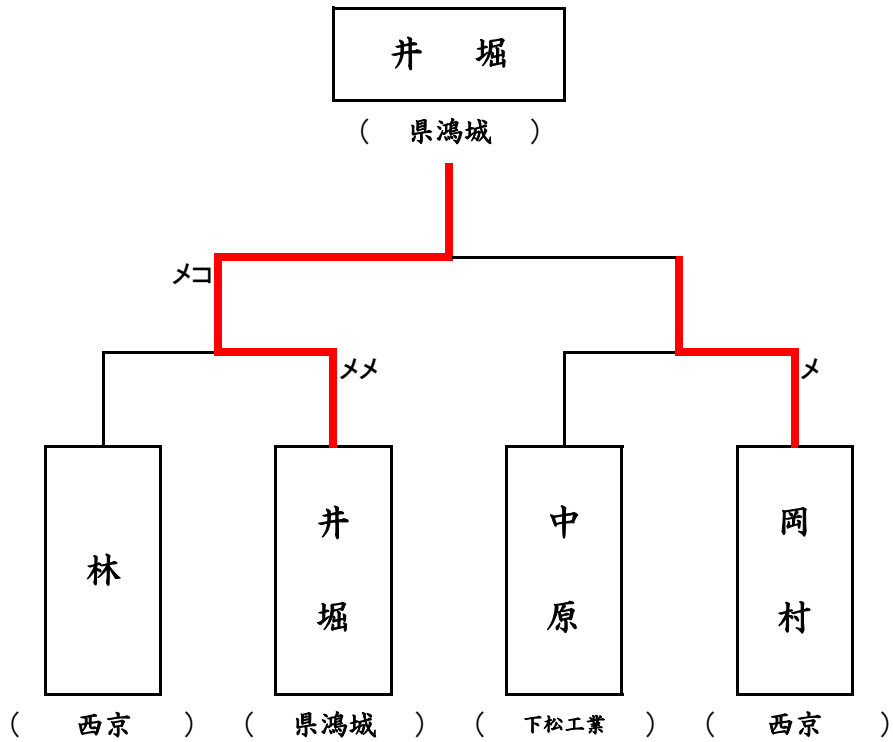 井 堀
（ 県鴻城 ）
メコ
メメ
メ
林
井堀
中原
岡村
（ 西京 ）（ 県鴻城 ）（ 下松工業 ）（ 西京 ）